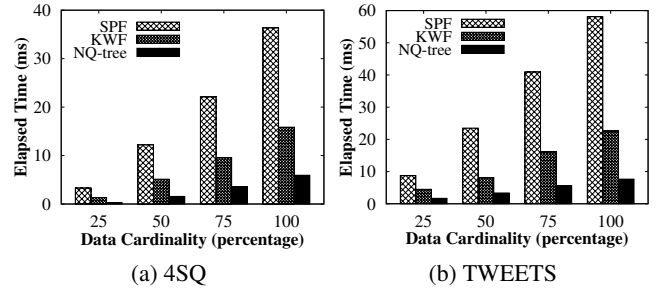 40
30
20
10
0
Elapsed Time (ms)
SPF
KWF
NQ-tree
25 50 75 100
Data Cardinality (percentage)
(a) 4SQ
60
50
40
30
20
10
0
Elapsed Time (ms)
SPF
KWF
NQ-tree
25 50 75 100
Data Cardinality (percentage)
(b) TWEETS